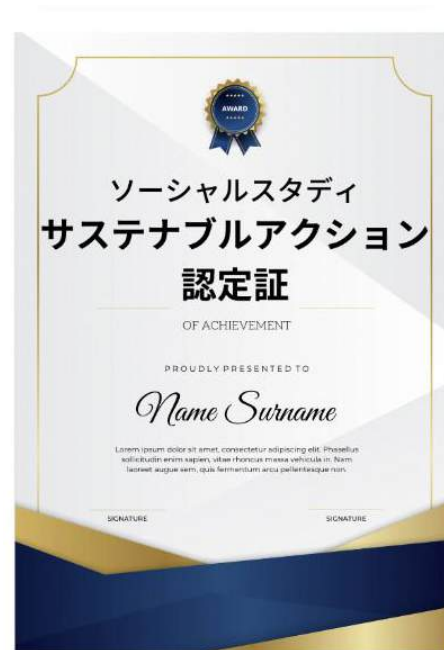 AWARD
ソーシャルスタディ
サステナブルアクション
認定証
OF ACHIEVEMENT
PROUDLY PRESENTED TO
Name Surname
Lorem ipsum dolor sit amet, consectetur adipiscing elit. Phasellus
sollicitudin enim sapien, vitae rhoncus massa vehicula in. Nam
laoreet augue sem, quis fermentum arcu pellentesque non.
SIGNATURE
SIGNATURE